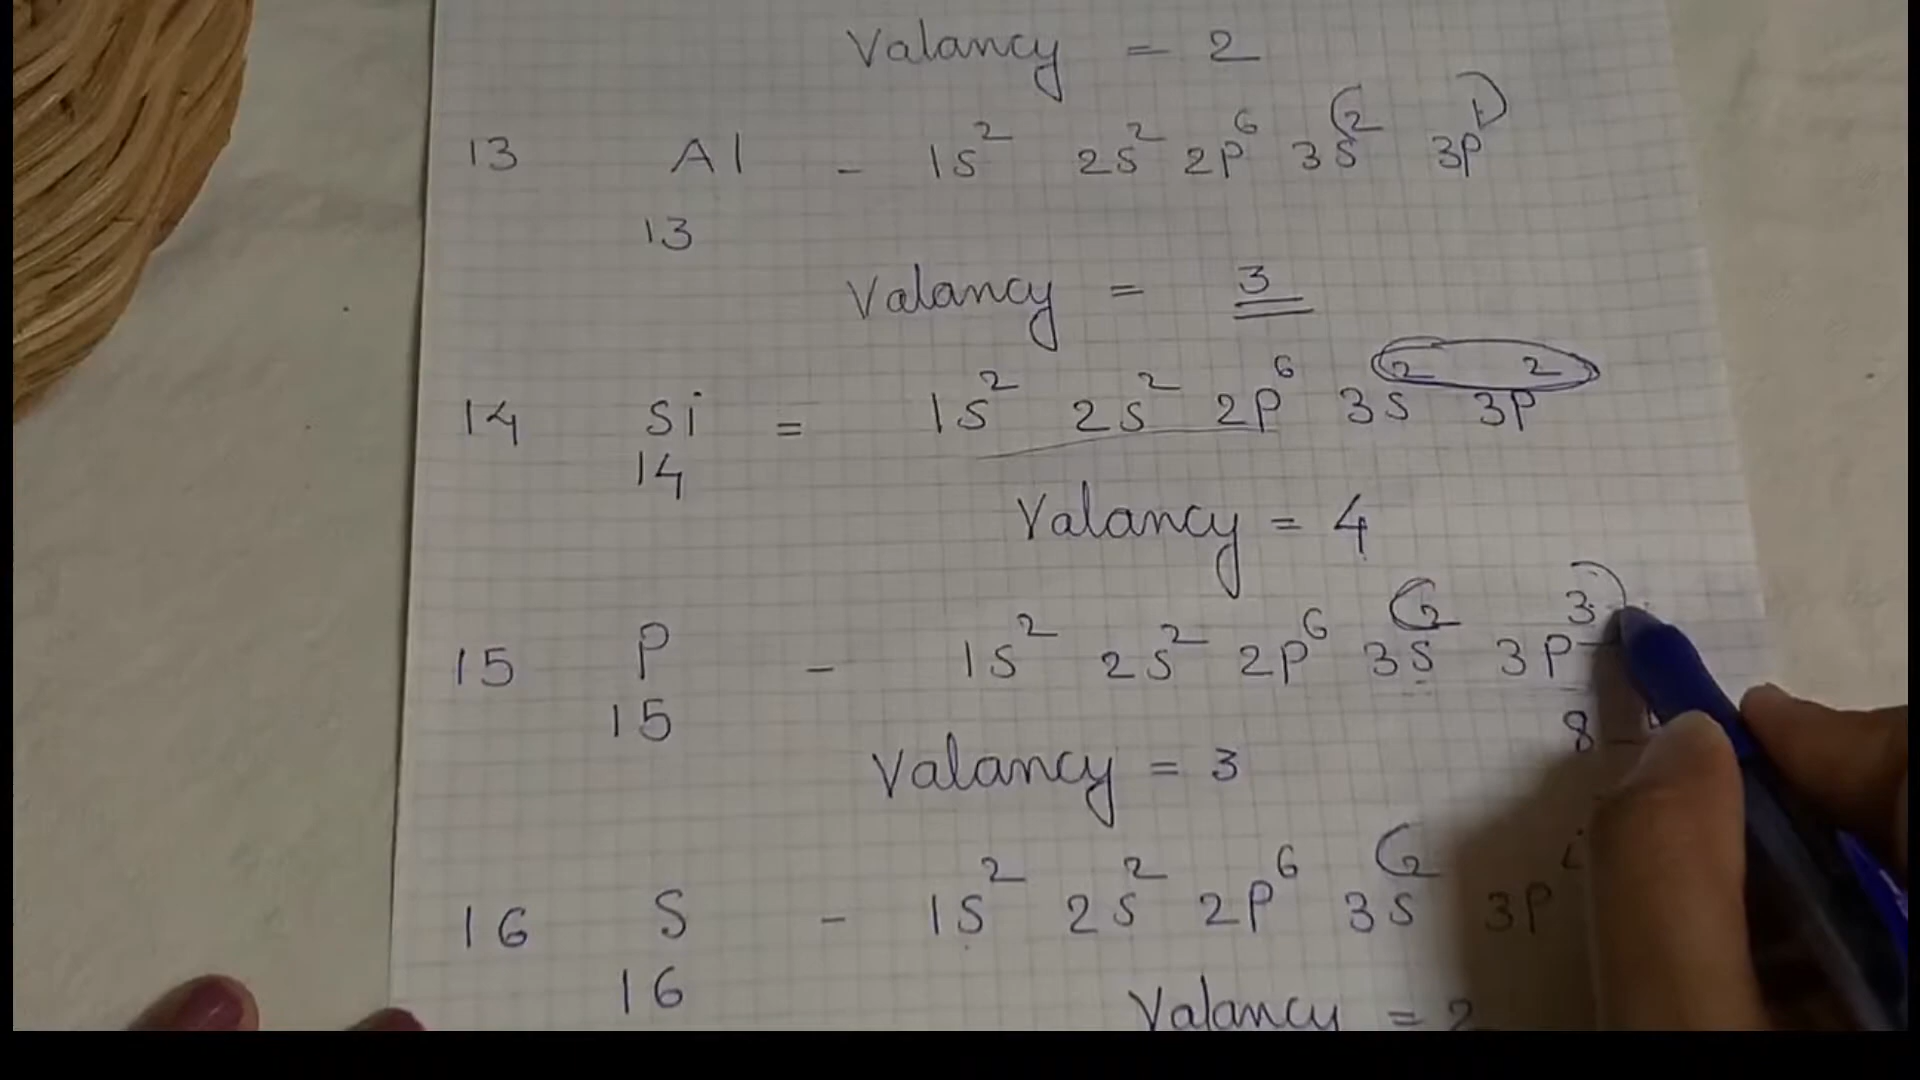 Valancy = 2
13 Al - 1s² 2s² 2p⁶ 3s² 3p¹
13
Valancy = 3
14 Si = 1s² 2s² 2p⁶ 3s² 3p²
14
Valancy = 4
15 P - 1s² 2s² 2p⁶ 3s² 3p³
15 8
Valancy = 3
16 S - 1s² 2s² 2p⁶ 3s² 3p
16
Valancy = 2